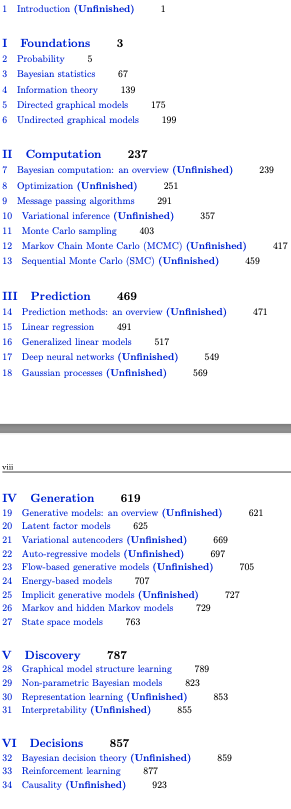 1 Introduction (Unfinished) 1
I Foundations 3
2 Probability 5
3 Bayesian statistics 67
4 Information theory 139
5 Directed graphical models 175
6 Undirected graphical models 199
II Computation 237
7 Bayesian computation: an overview (Unfinished) 239
8 Optimization (Unfinished) 251
9 Message passing algorithms 291
10 Variational inference (Unfinished) 357
11 Monte Carlo sampling 403
12 Markov Chain Monte Carlo (MCMC) (Unfinished) 417
13 Sequential Monte Carlo (SMC) (Unfinished) 459
III Prediction 469
14 Prediction methods: an overview (Unfinished) 471
15 Linear regression 491
16 Generalized linear models 517
17 Deep neural networks (Unfinished) 549
18 Gaussian processes (Unfinished) 569
viii
IV Generation 619
19 Generative models: an overview (Unfinished) 621
20 Latent factor models 625
21 Variational autencoders (Unfinished) 669
22 Auto-regressive models (Unfinished) 697
23 Flow-based generative models (Unfinished) 705
24 Energy-based models 707
25 Implicit generative models (Unfinished) 727
26 Markov and hidden Markov models 729
27 State space models 763
V Discovery 787
28 Graphical model structure learning 789
29 Non-parametric Bayesian models 823
30 Representation learning (Unfinished) 853
31 Interpretability (Unfinished) 855
VI Decisions 857
32 Bayesian decision theory (Unfinished) 859
33 Reinforcement learning 877
34 Causality (Unfinished) 923